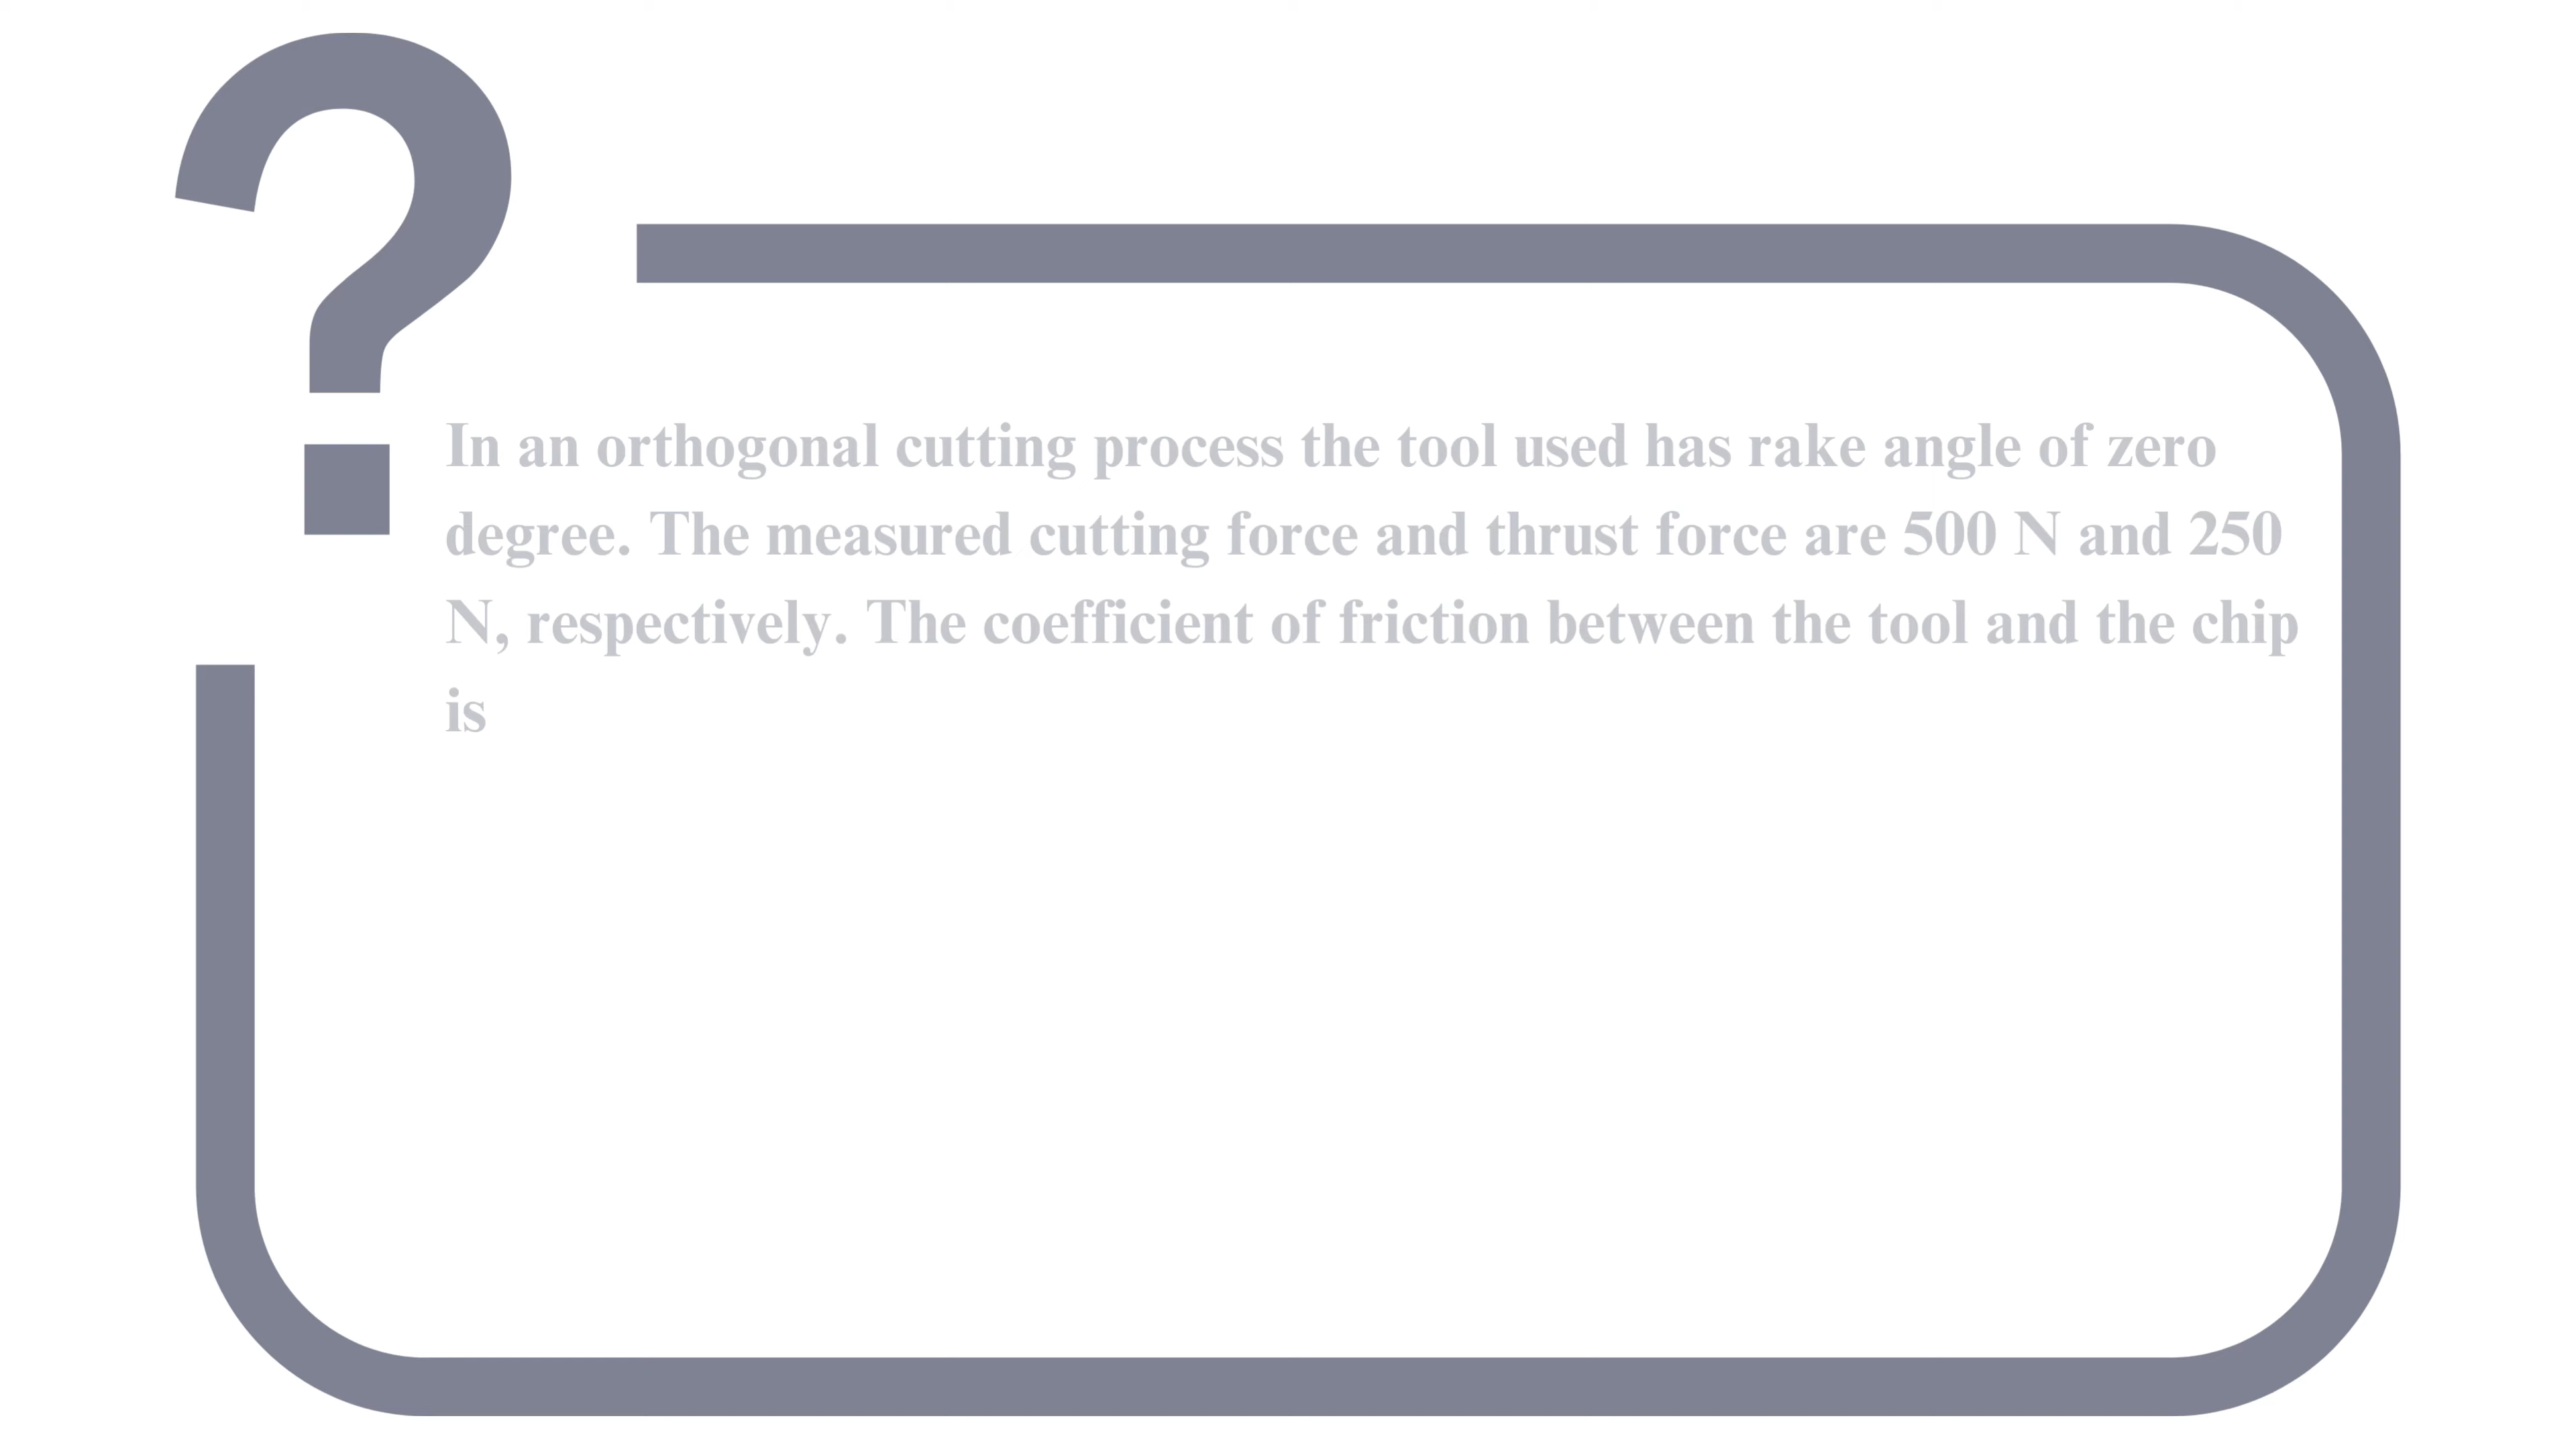 ?
In an orthogonal cutting process the tool used has rake angle of zero
degree. The measured cutting force and thrust force are 500 N and 250
N, respectively. The coefficient of friction between the tool and the chip
is